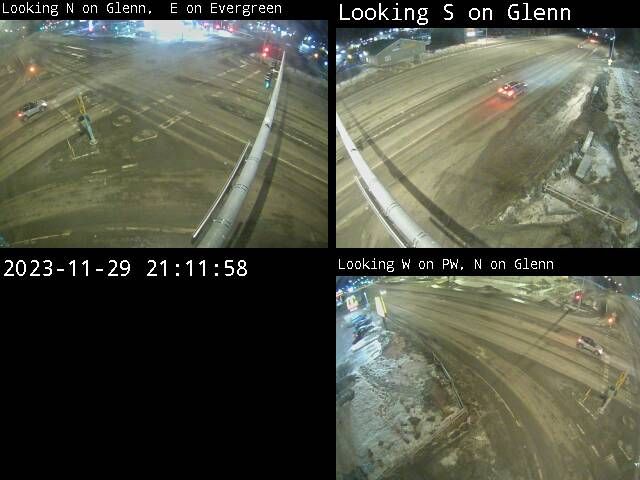 Looking N on Glenn,  E on Evergreen
Looking S on Glenn
2023-11-29 21:11:58
Looking W on PW, N on Glenn